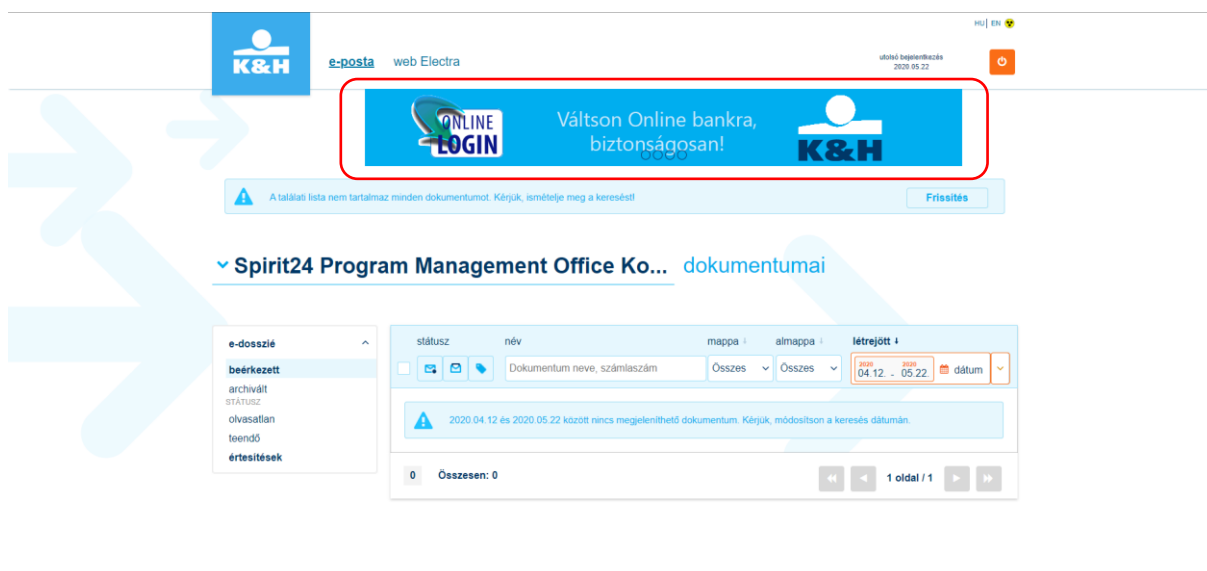 HU| EN
K&H
e-posta web Electra
utolsó bejelentkezés
2020.05.22
ONLINE
LOGIN
Váltson Online bankra,
biztonságosan!
K&H
A találati lista nem tartalmaz minden dokumentumot. Kérjük, ismételje meg a keresést!
Frissítés
Spirit24 Program Management Office Ko... dokumentumai
e-dosszié
beérkezett
archivált
STÁTUSZ
olvasatlan
teendő
értesítések
státusz név mappa almappa létrejött
Dokumentum neve, számlaszám Összes Összes
2020 2020
04.12. - 05.22. dátum
2020.04.12 és 2020.05.22 között nincs megjeleníthető dokumentum. Kérjük, módosítson a keresés dátumán.
0 Összesen: 0 1 oldal / 1